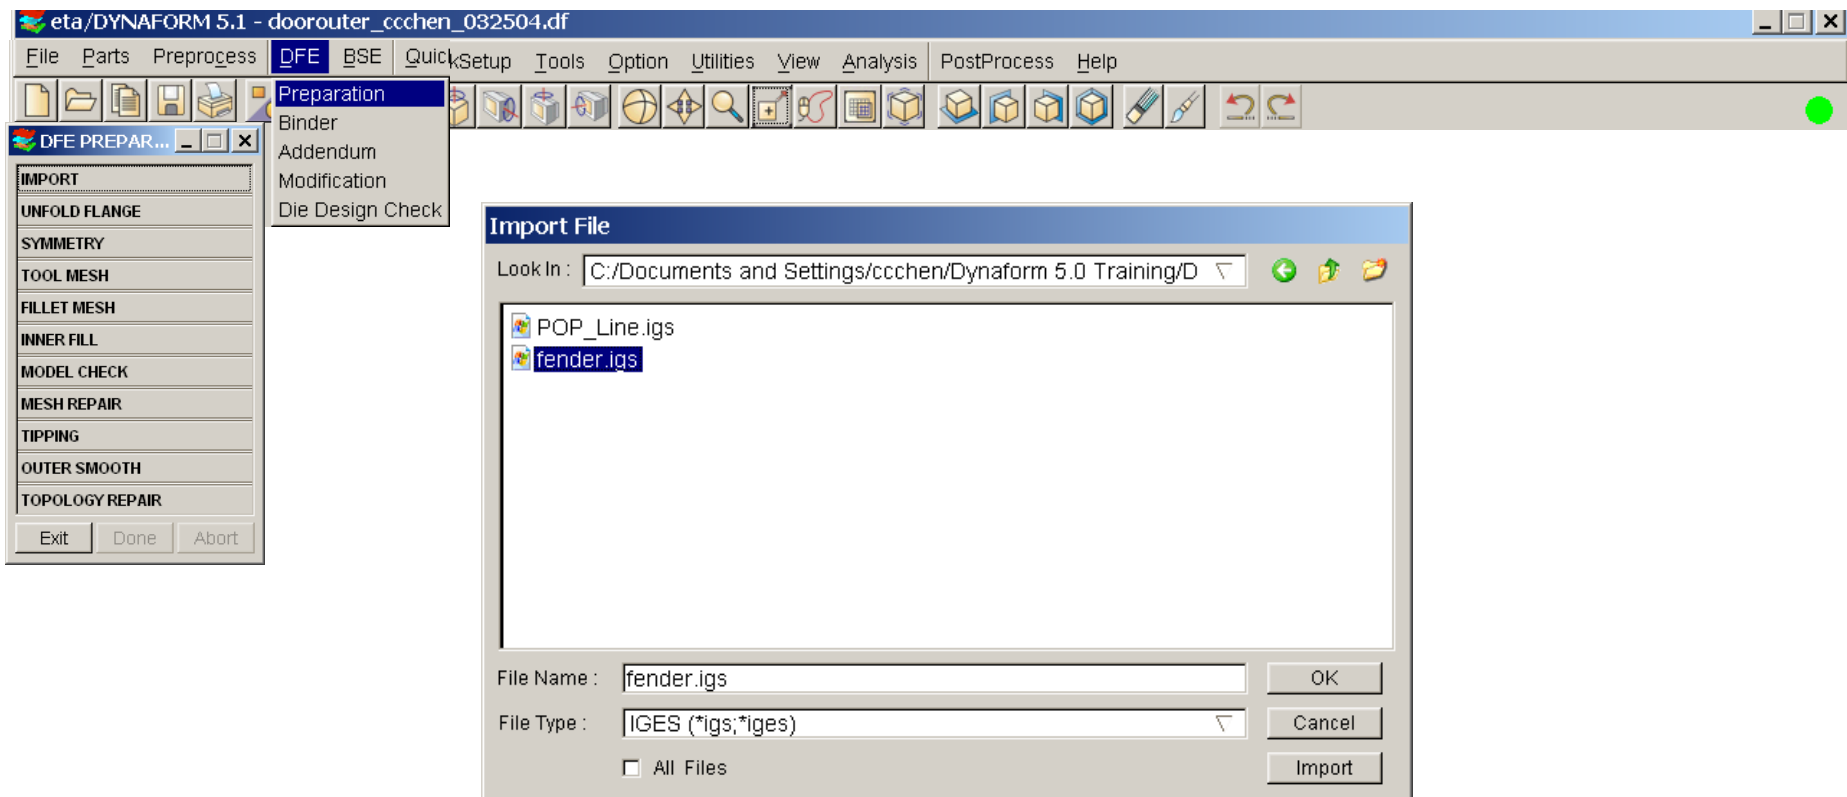 eta/DYNAFORM 5.1 - doorouter_ccchen_032504.df
File Parts Preprocess DFE BSE QuickSetup Tools Option Utilities View Analysis PostProcess Help
Preparation
Binder
Addendum
Modification
Die Design Check
DFE PREPAR...
IMPORT
UNFOLD FLANGE
SYMMETRY
TOOL MESH
FILLET MESH
INNER FILL
MODEL CHECK
MESH REPAIR
TIPPING
OUTER SMOOTH
TOPOLOGY REPAIR
Exit Done Abort
Import File
Look In : C:/Documents and Settings/ccchen/Dynaform 5.0 Training/D
POP_Line.igs
fender.igs
File Name : fender.igs OK
File Type : IGES (*igs;*iges) Cancel
All Files Import